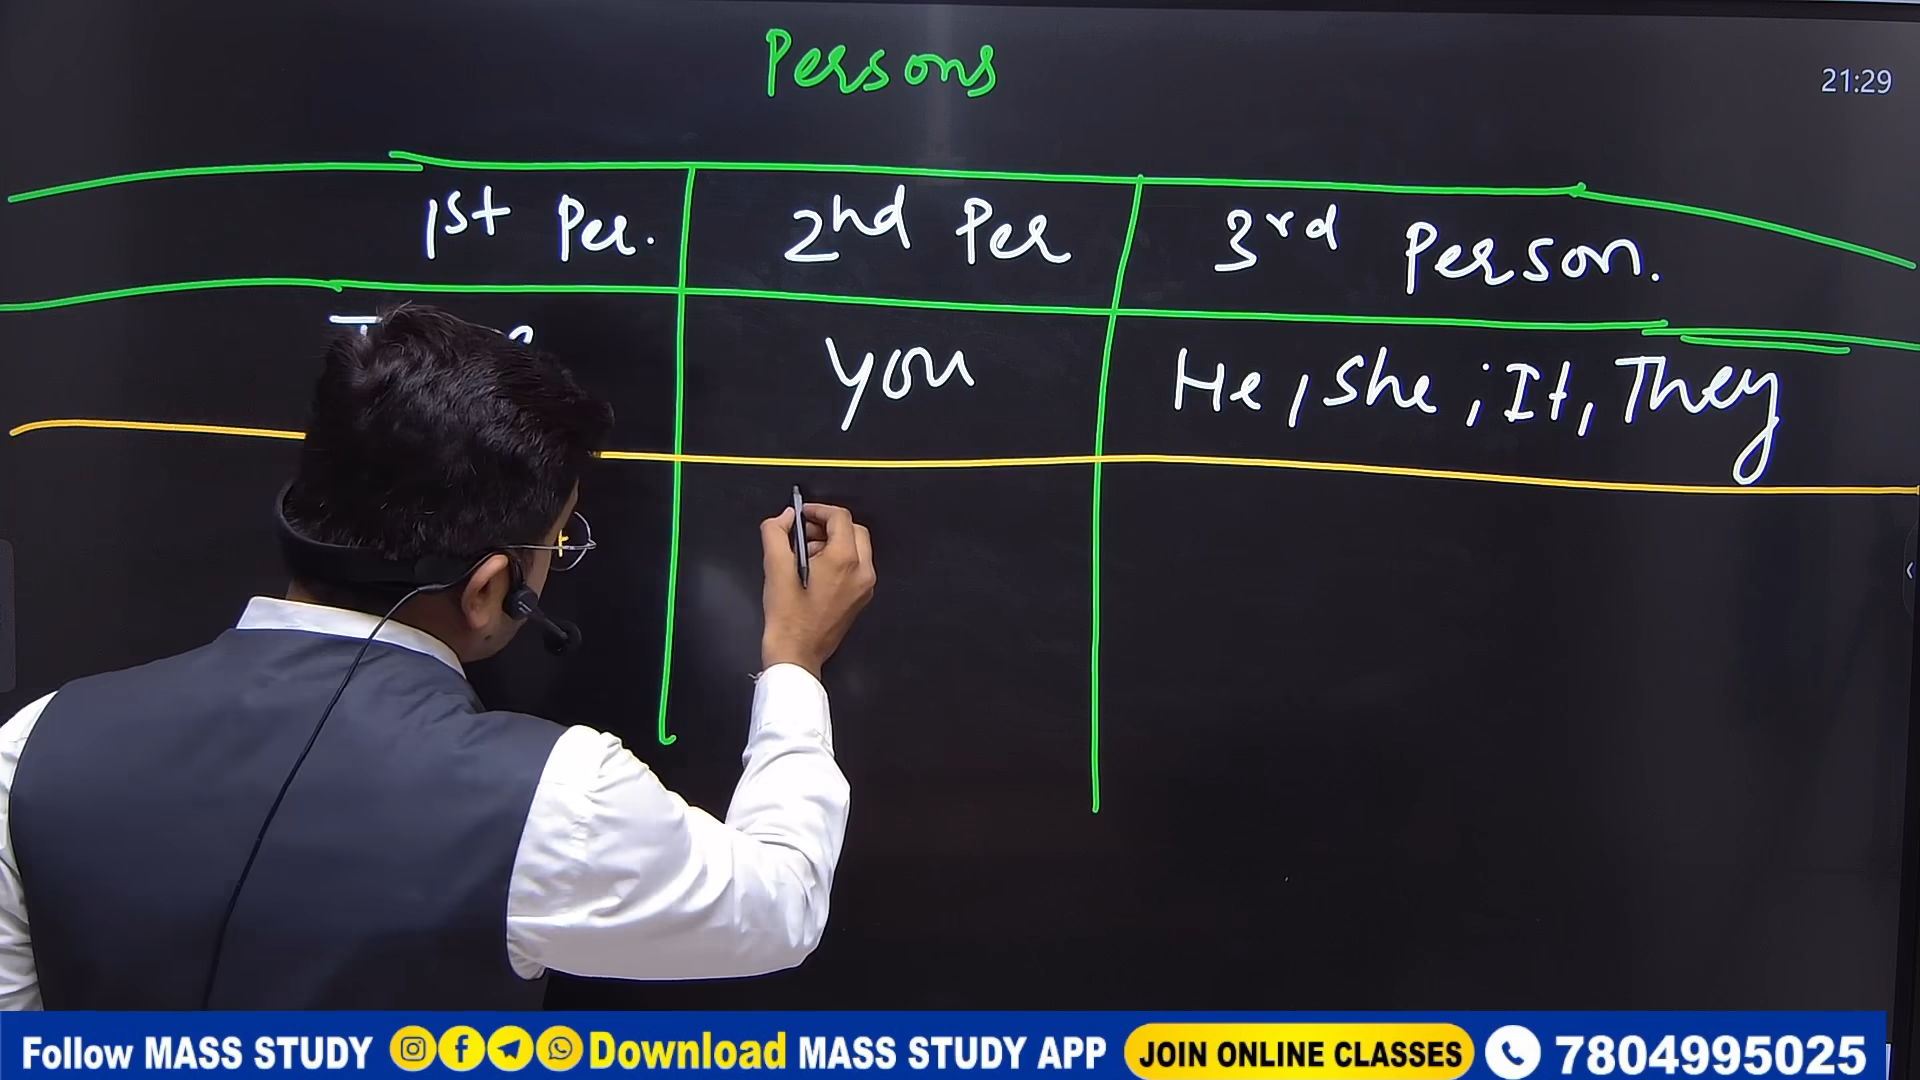 Persons
21:29
1st Per. 2nd Per 3rd Person.
you He, She, It, They
Follow MASS STUDY Download MASS STUDY APP JOIN ONLINE CLASSES 7804995025